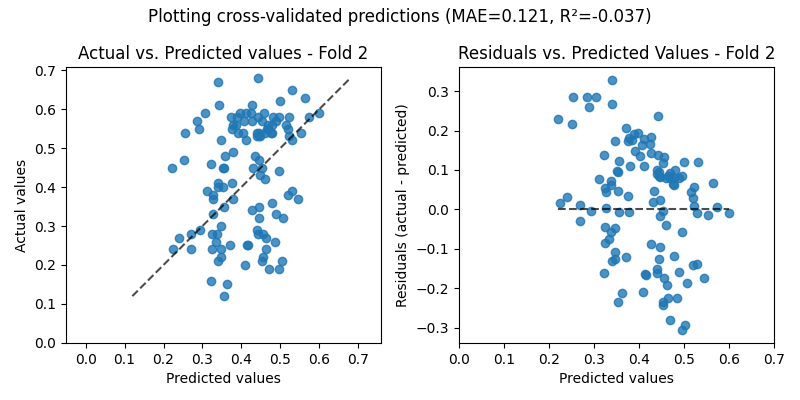 Plotting cross-validated predictions (MAE=0.121, R²=-0.037)
Actual vs. Predicted values - Fold 2
Actual values
0.7
0.6
0.5
0.4
0.3
0.2
0.1
0.0
0.0 0.1 0.2 0.3 0.4 0.5 0.6 0.7
Predicted values
Residuals vs. Predicted Values - Fold 2
Residuals (actual - predicted)
0.3
0.2
0.1
0.0
−0.1
−0.2
−0.3
0.0 0.1 0.2 0.3 0.4 0.5 0.6 0.7
Predicted values